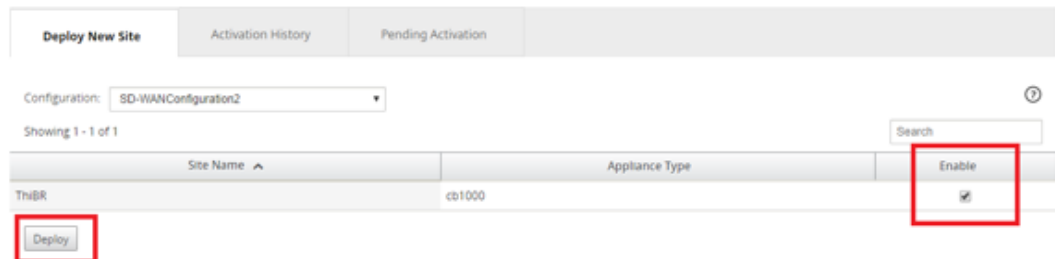 Deploy New Site Activation History Pending Activation
Configuration: SD-WANConfiguration2
Showing 1 - 1 of 1 Search
Site Name Appliance Type Enable
ThiBR cb1000
Deploy